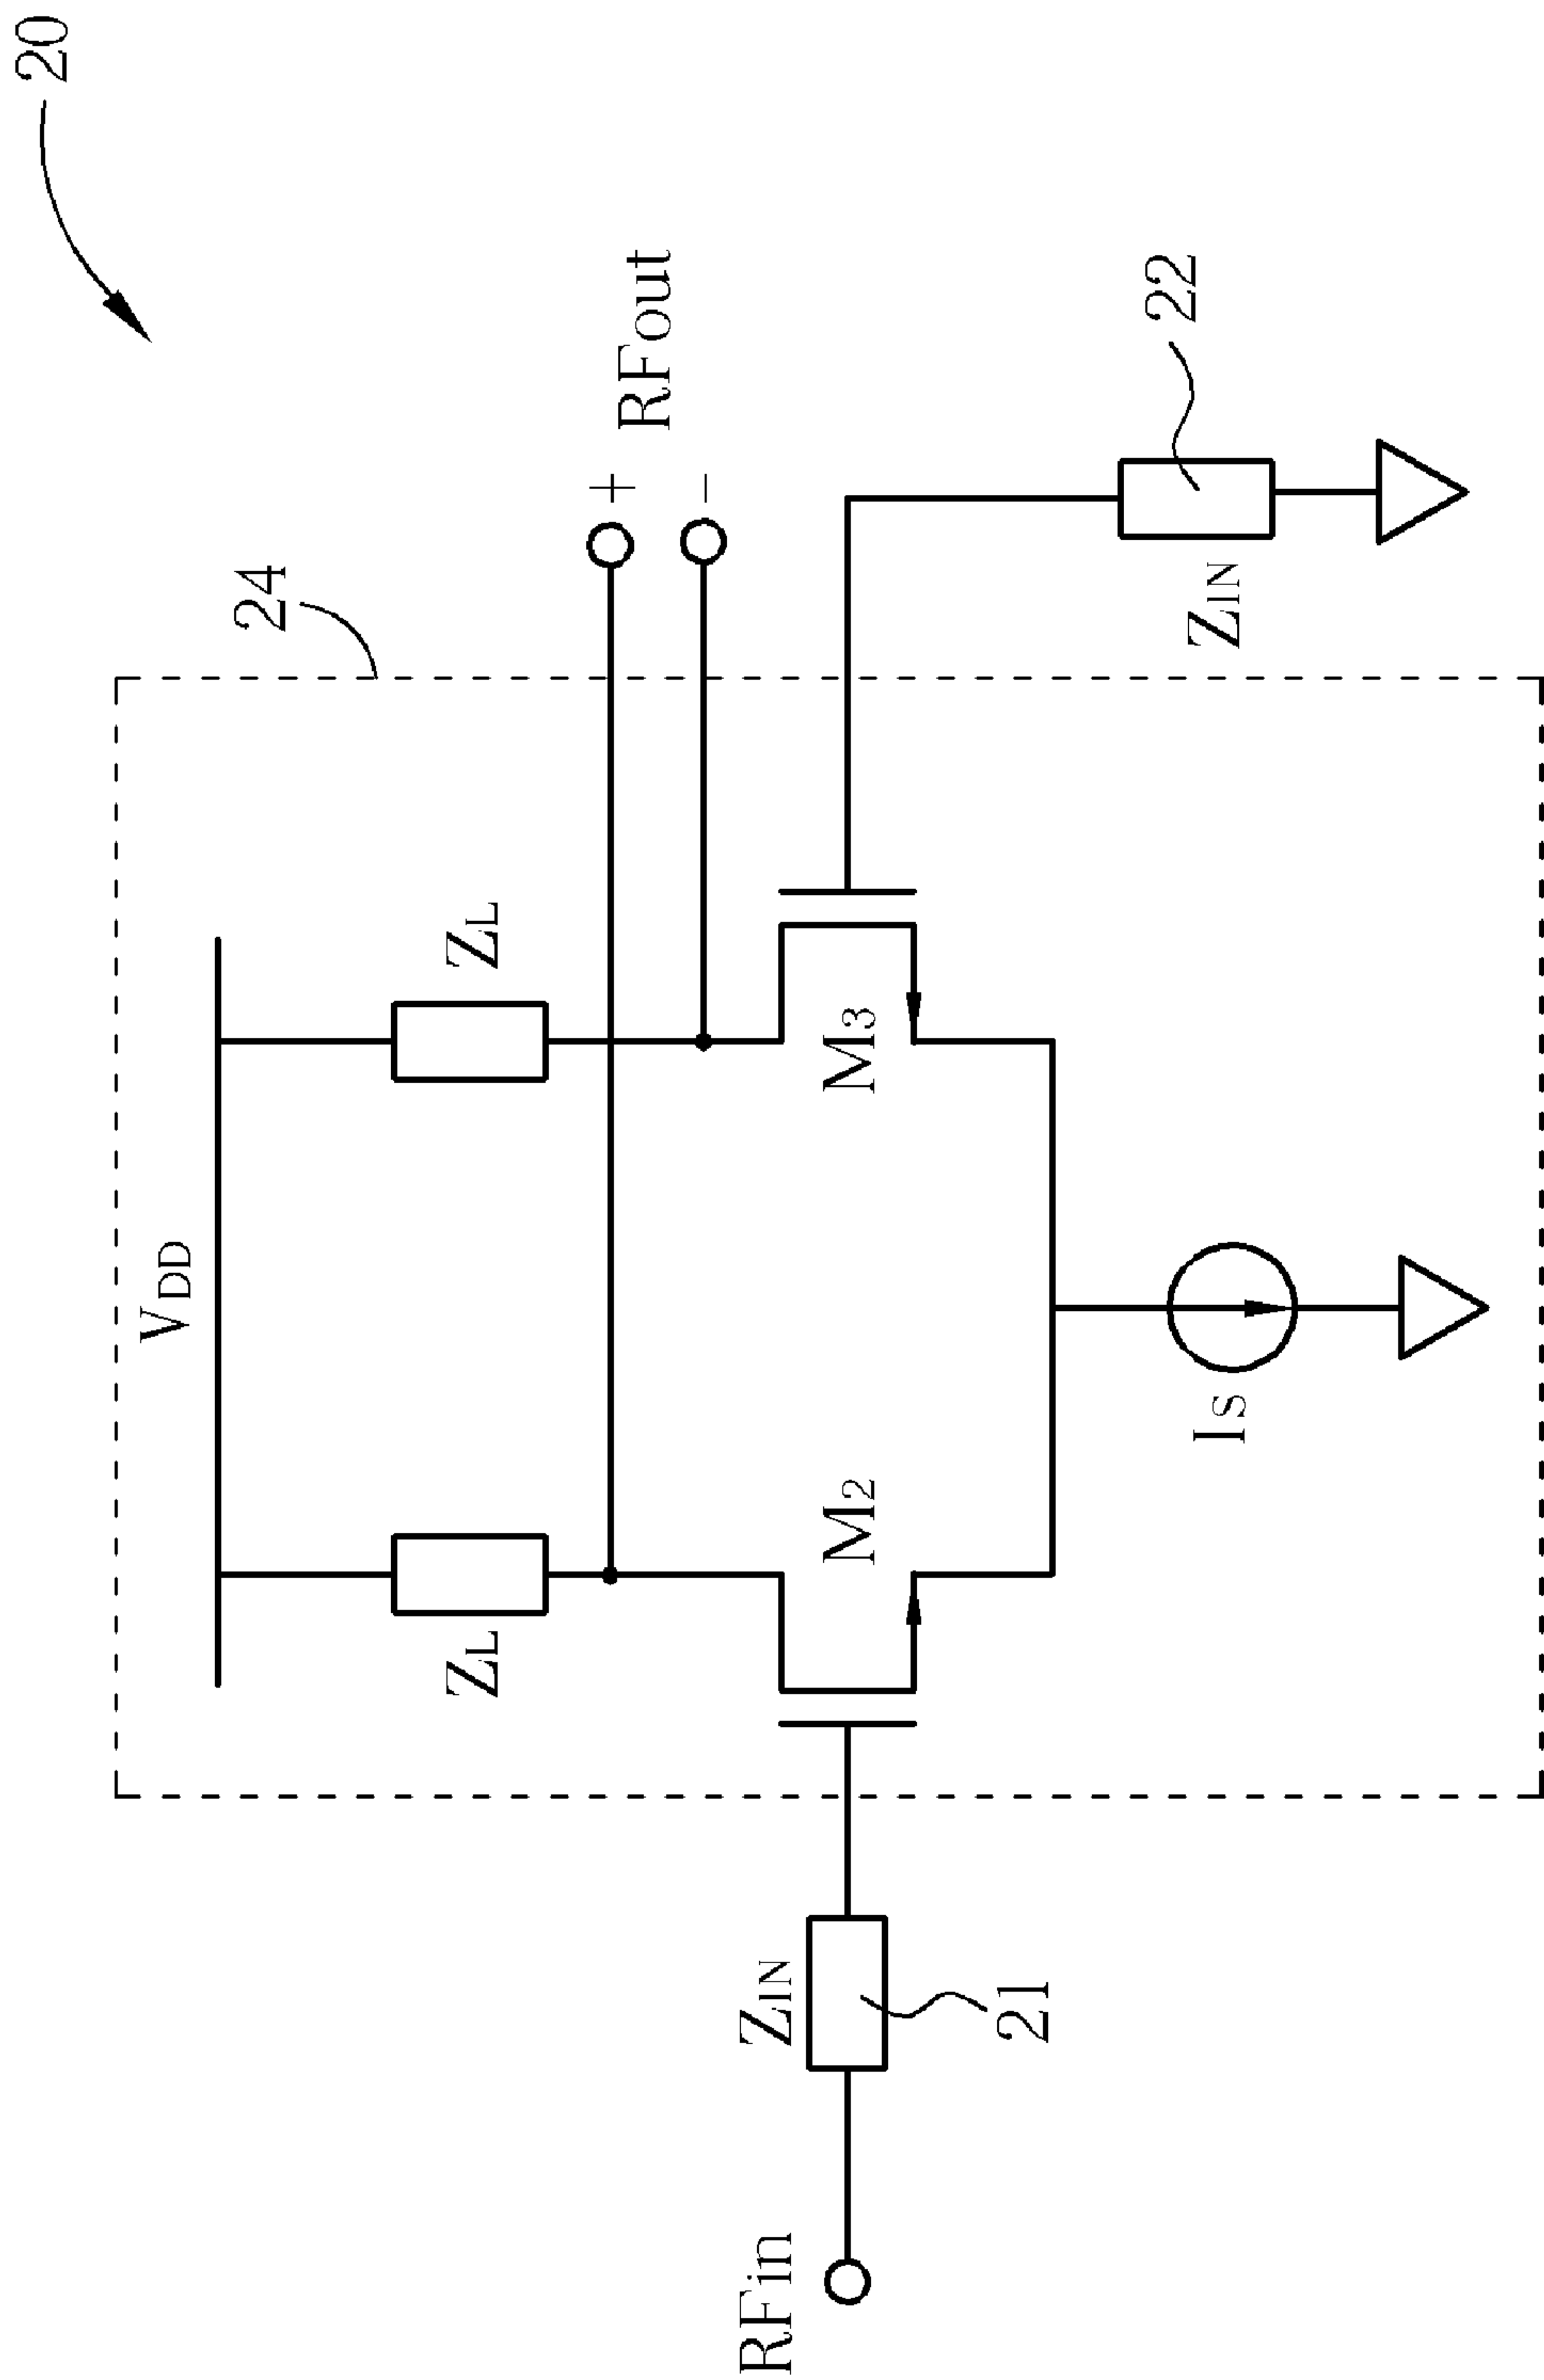 20
24
VDD
ZL
ZL
+
-
RFout
M2
M3
RFin
ZIN
21
IS
ZIN
22